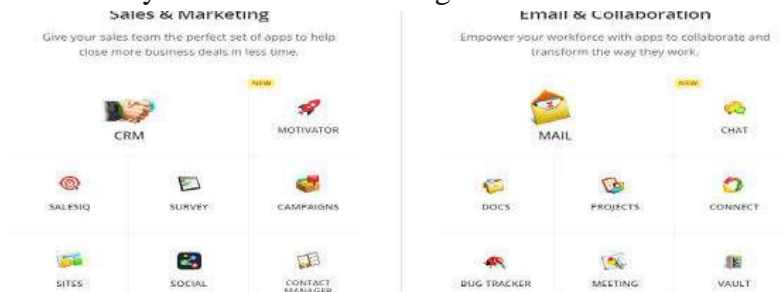 Sales & Marketing
Give your sales team the perfect set of apps to help
close more business deals in less time.
NEW
CRM
MOTIVATOR
SALESIQ
SURVEY
CAMPAIGNS
SITES
SOCIAL
CONTACT
MANAGER
Email & Collaboration
Empower your workforce with apps to collaborate and
transform the way they work.
NEW
MAIL
CHAT
DOCS
PROJECTS
CONNECT
BUG TRACKER
MEETING
VAULT